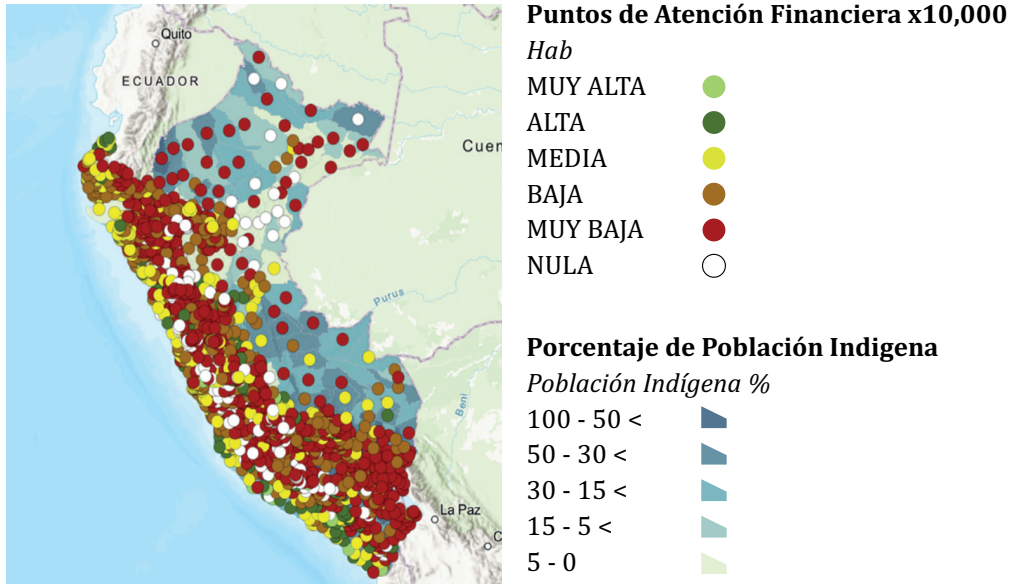 Quito
ECUADOR
Cuen
Purus
Beni
La Paz
C
Puntos de Atención Financiera x10,000
Hab
MUY ALTA
ALTA
MEDIA
BAJA
MUY BAJA
NULA
Porcentaje de Población Indigena
Población Indígena %
100 - 50 <
50 - 30 <
30 - 15 <
15 - 5 <
5 - 0